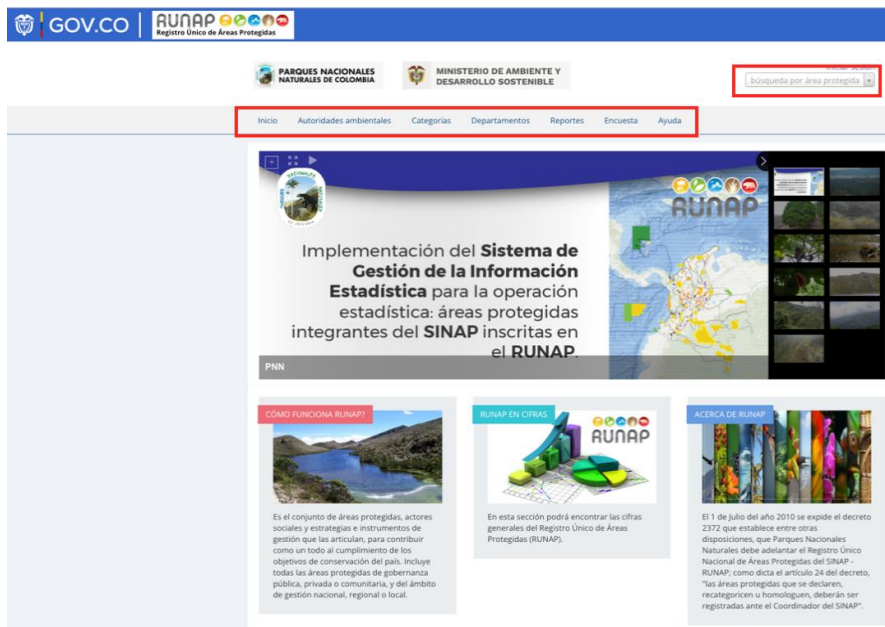 GOV.CO
RUNAP
Registro Único de Áreas Protegidas
PARQUES NACIONALES
NATURALES DE COLOMBIA
MINISTERIO DE AMBIENTE Y
DESARROLLO SOSTENIBLE
búsqueda por área protegida
Inicio Autoridades ambientales Categorías Departamentos Reportes Encuesta Ayuda
RUNAP
Implementación del Sistema de
Gestión de la Información
Estadística para la operación
estadística: áreas protegidas
integrantes del SINAP inscritas en
el RUNAP.
PNN
CÓMO FUNCIONA RUNAP?
Es el conjunto de áreas protegidas, actores
sociales y estrategias e instrumentos de
gestión que las articulan, para contribuir
como un todo al cumplimiento de los
objetivos de conservación del país. Incluye
todas las áreas protegidas de gobernanza
pública, privada o comunitaria, y del ámbito
de gestión nacional, regional o local.
RUNAP EN CIFRAS
RUNAP
En esta sección podrá encontrar las cifras
generales del Registro Único de Áreas
Protegidas (RUNAP).
ACERCA DE RUNAP
El 1 de Julio del año 2010 se expide el decreto
2372 que establece entre otras
disposiciones, que Parques Nacionales
Naturales debe adelantar el Registro Único
Nacional de Áreas Protegidas del SINAP -
RUNAP; como dicta el artículo 24 del decreto,
"las áreas protegidas que se declaren,
recategoricen u homologuen, deberán ser
registradas ante el Coordinador del SINAP".